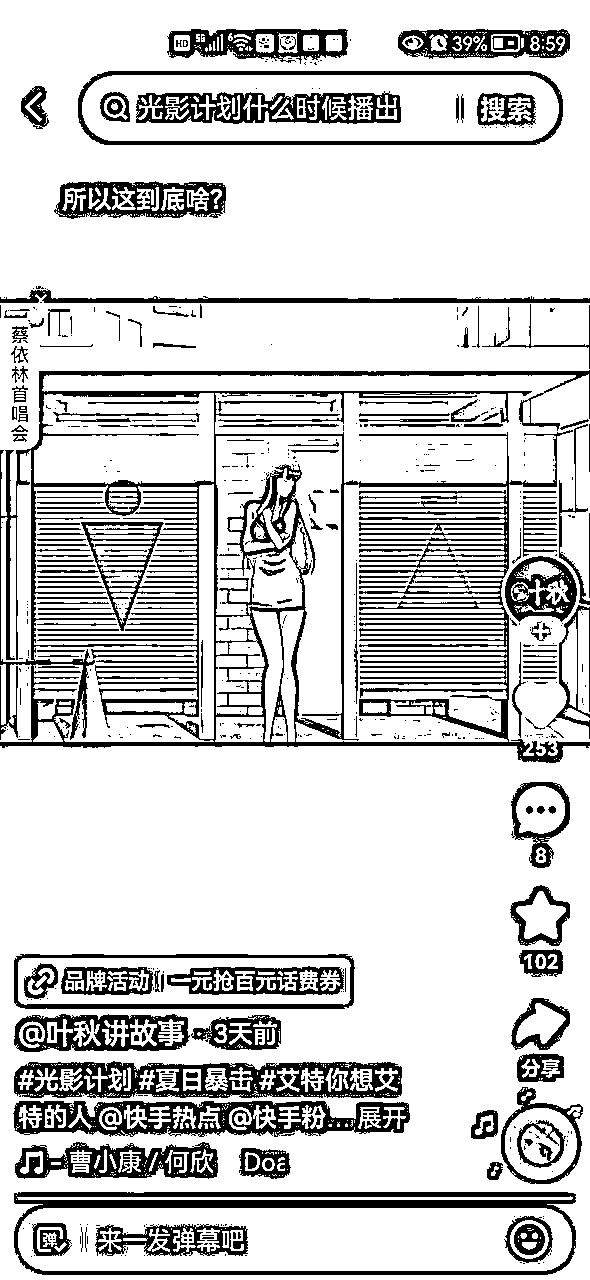 HD 5G 39% 8:59
光影计划什么时候播出 搜索
所以这到底啥?
蔡依林首唱会
叶秋
253
8
102
分享
品牌活动 一元抢百元话费券
@叶秋讲故事 · 3天前
#光影计划 #夏日暴击 #艾特你想艾
特的人 @快手热点 @快手粉... 展开
曹小康 / 何欣 Doa
弹 来一发弹幕吧